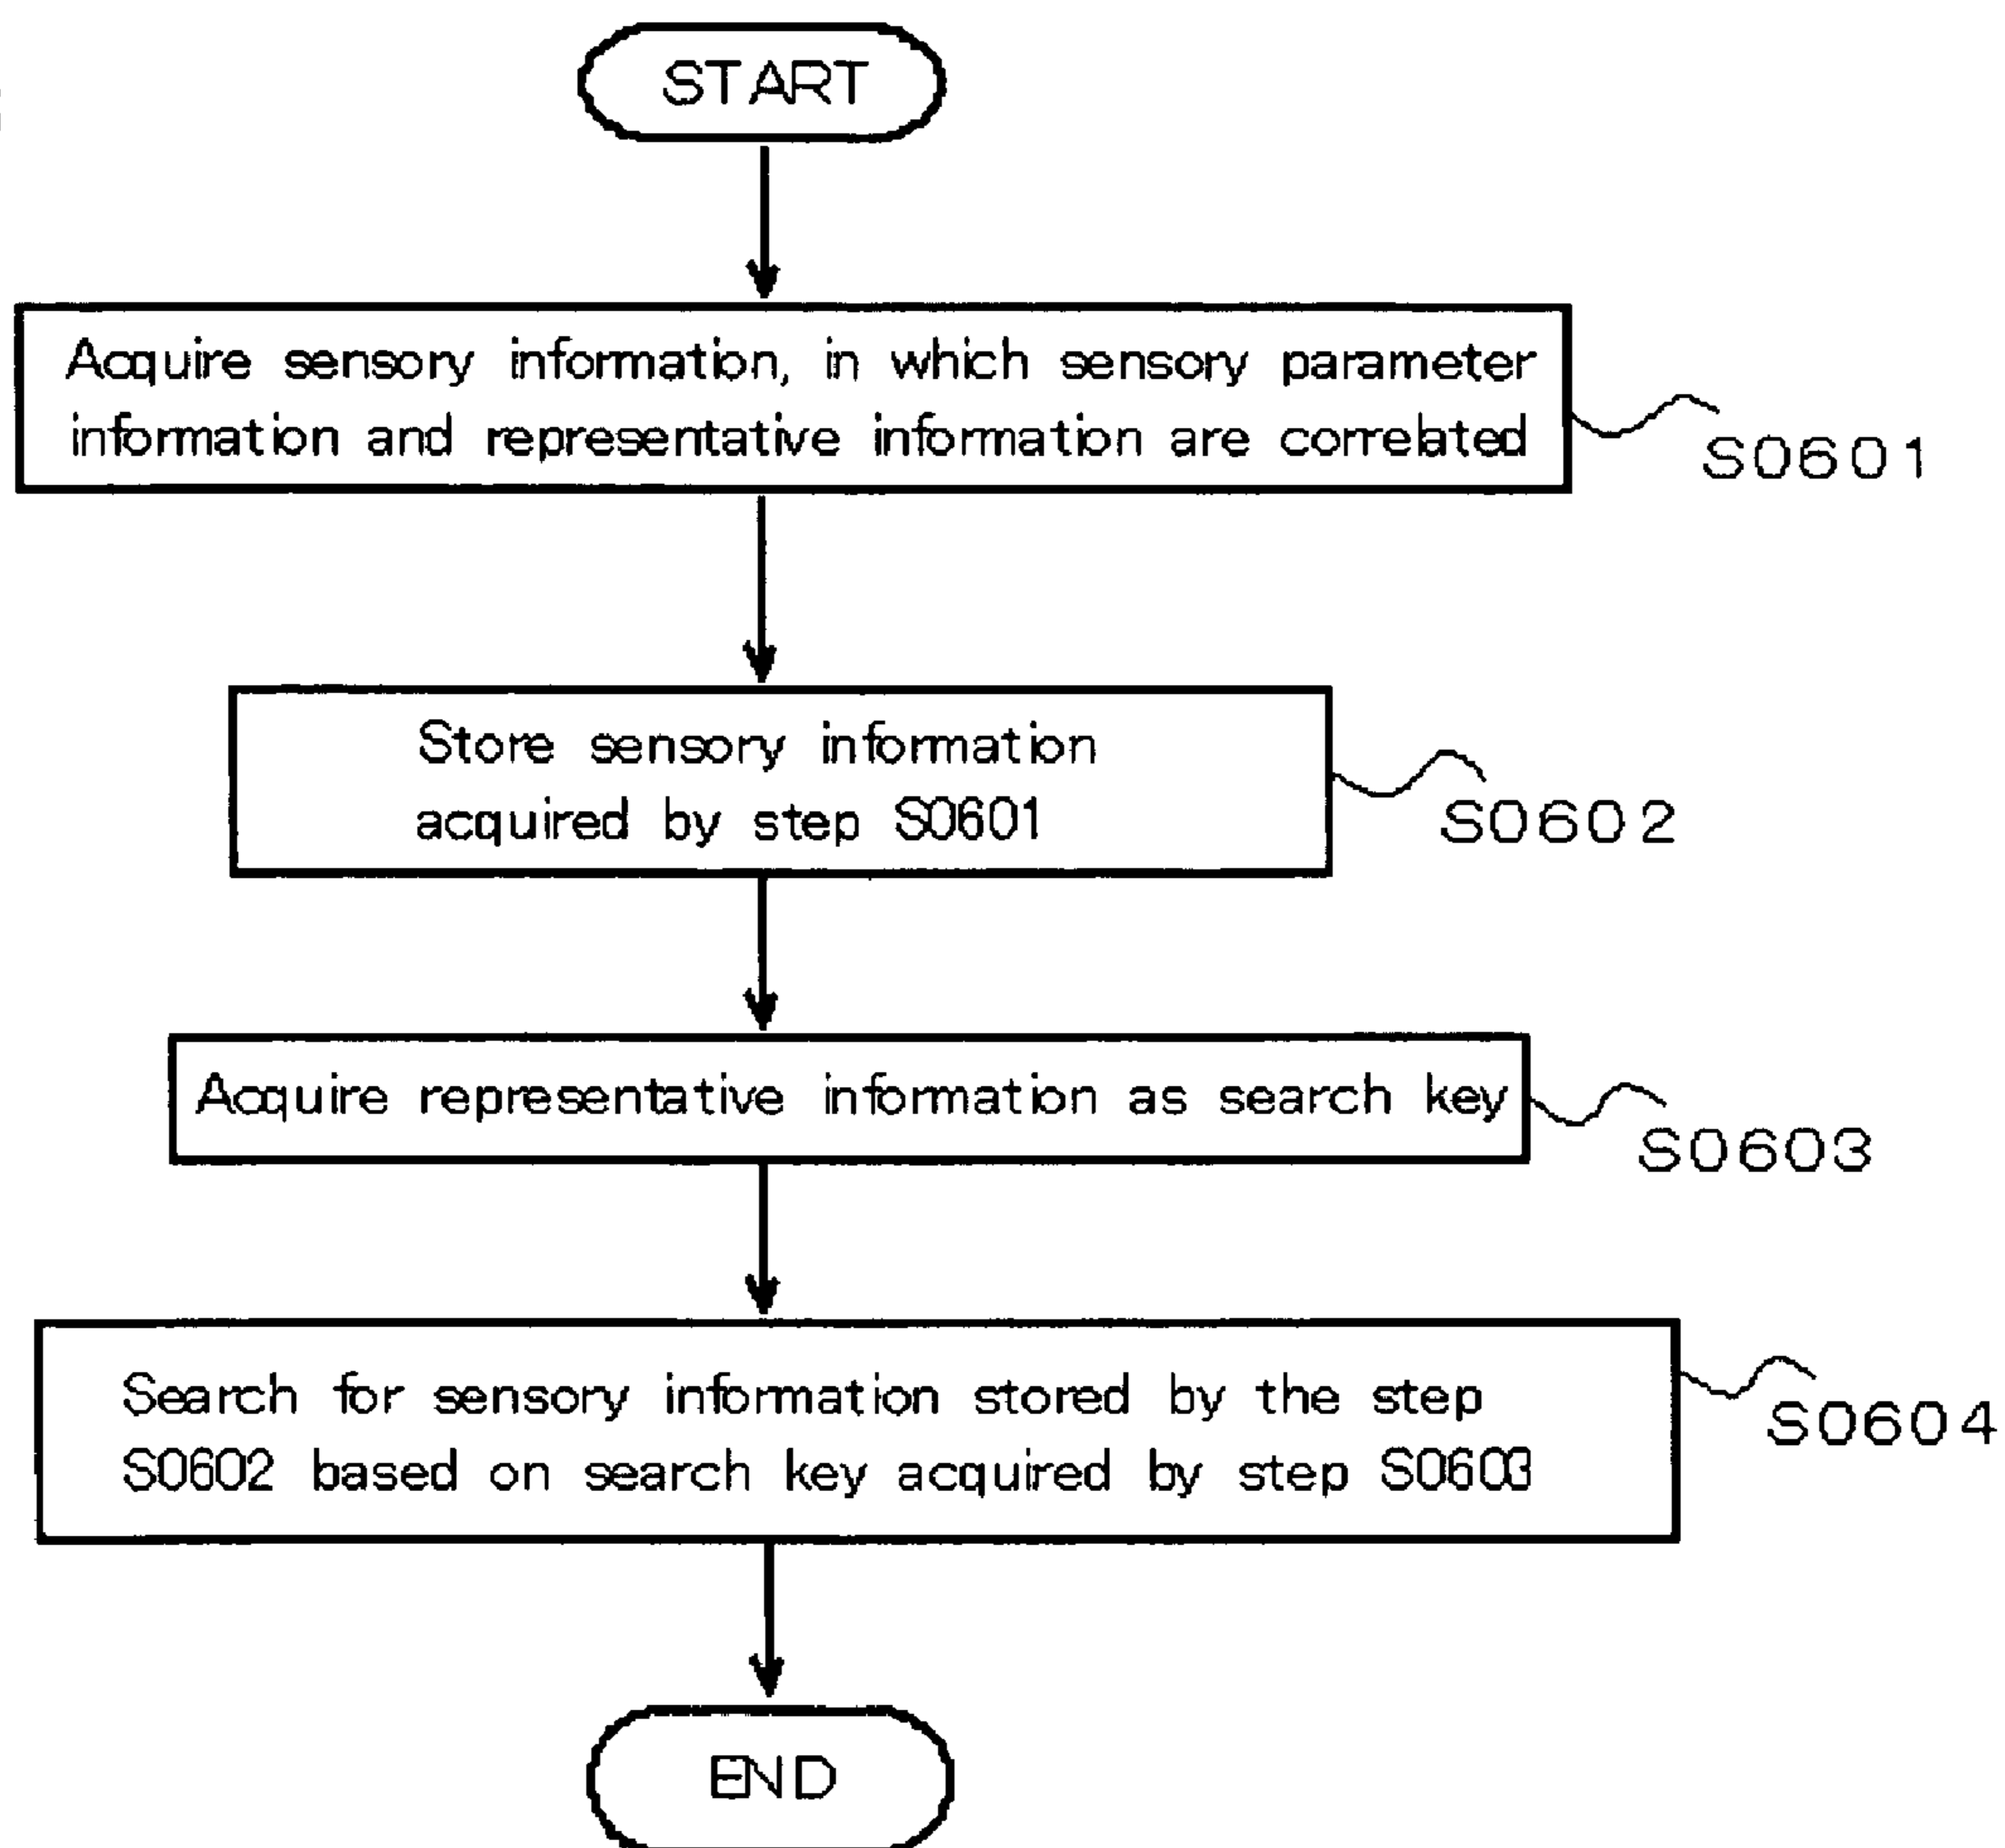 START
Acquire sensory information, in which sensory parameter
information and representative information are correlated
S0601
Store sensory information
acquired by step S0601
S0602
Acquire representative information as search key
S0603
Search for sensory information stored by the step
S0602 based on search key acquired by step S0603
S0604
END